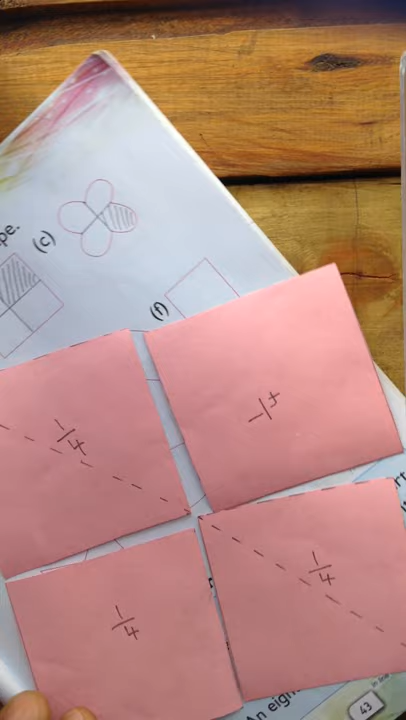 pe.
(c)
(f)
1/4
1/4
1/4
1/4
An eigh
43